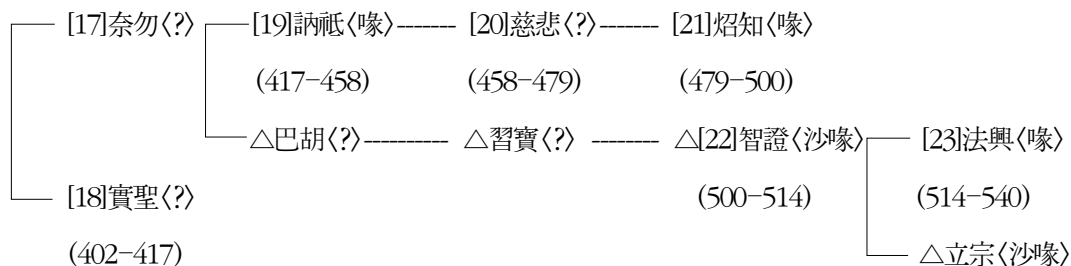 [17]奈勿〈?〉 [19]訥祇〈喙〉------- [20]慈悲〈?〉------- [21]炤知〈喙〉
(417-458) (458-479) (479-500)
△巴胡〈?〉---------- △習寶〈?〉 -------- △[22]智證〈沙喙〉 [23]法興〈喙〉
[18]實聖〈?〉 (500-514) (514-540)
(402-417) △立宗〈沙喙〉